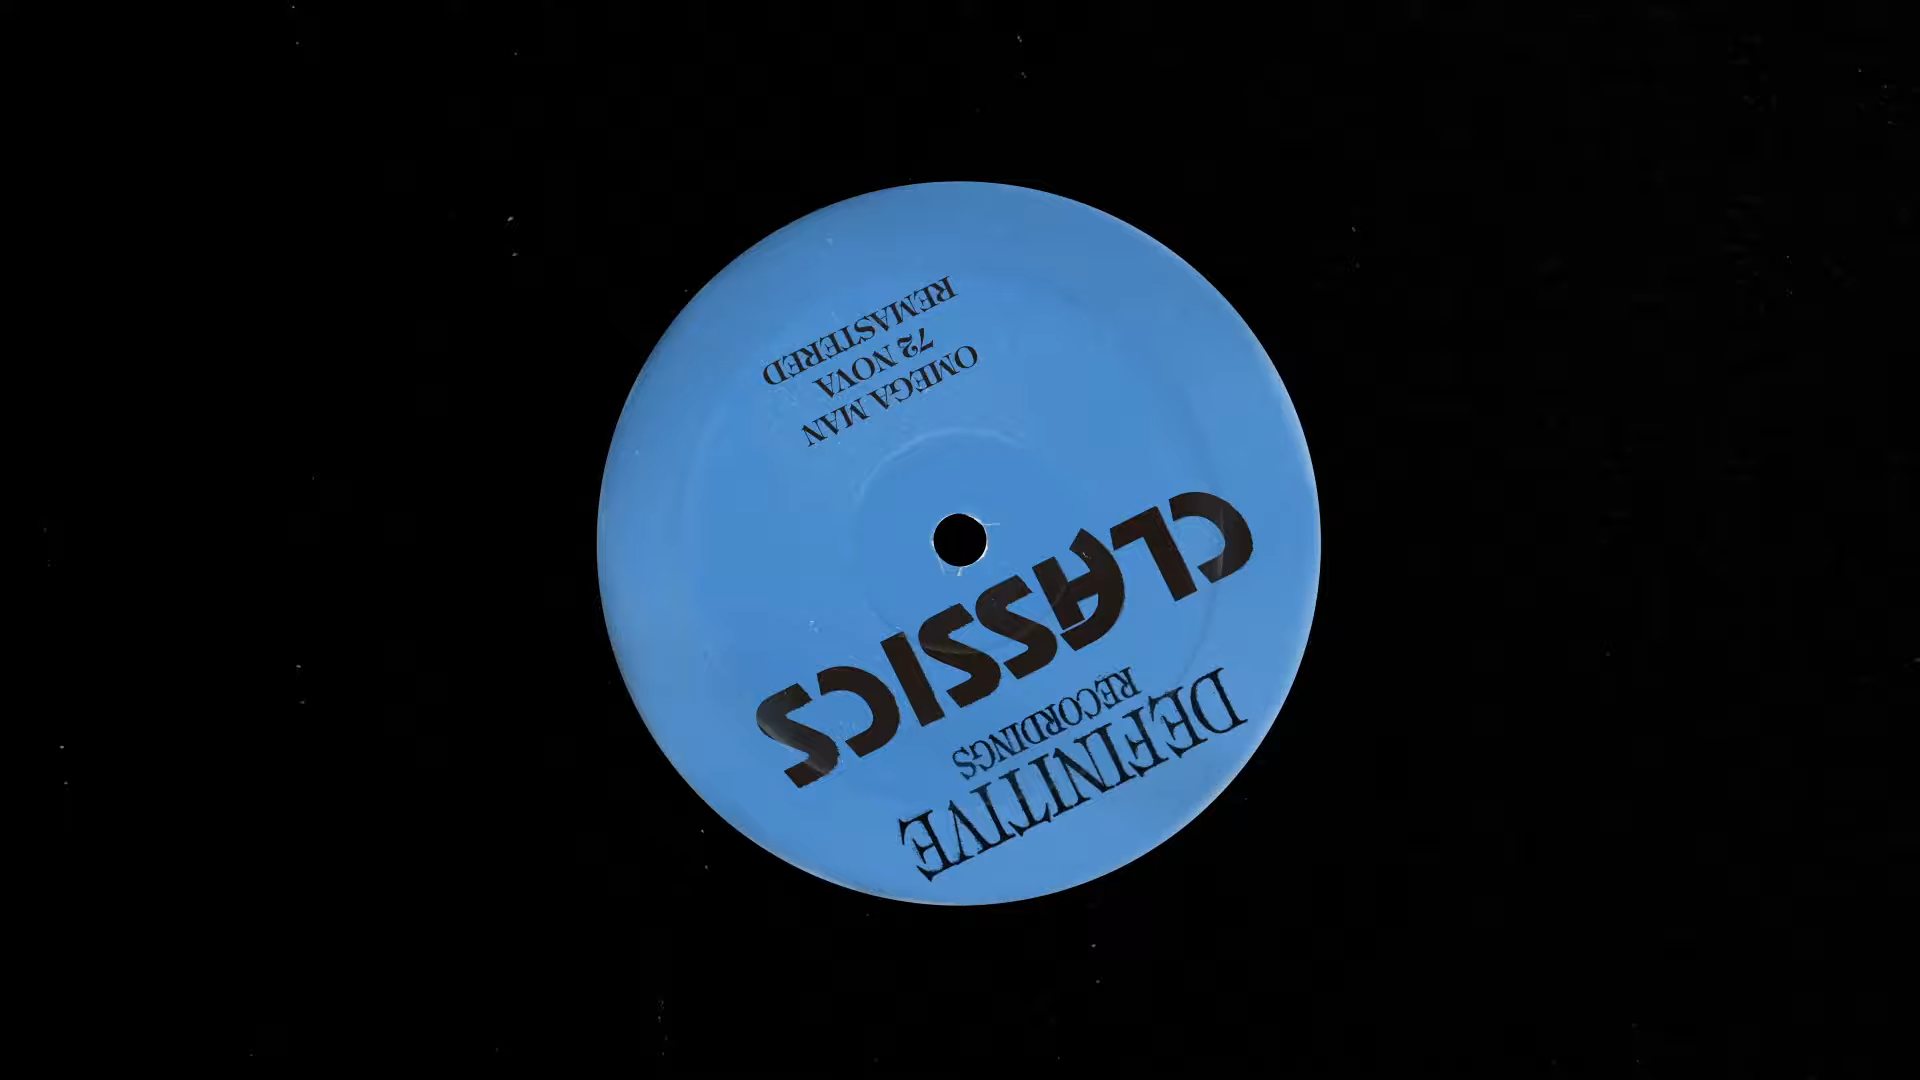 DEFINITIVE
RECORDINGS
CLASSICS
OMEGA MAN
72 NOVA
REMASTERED